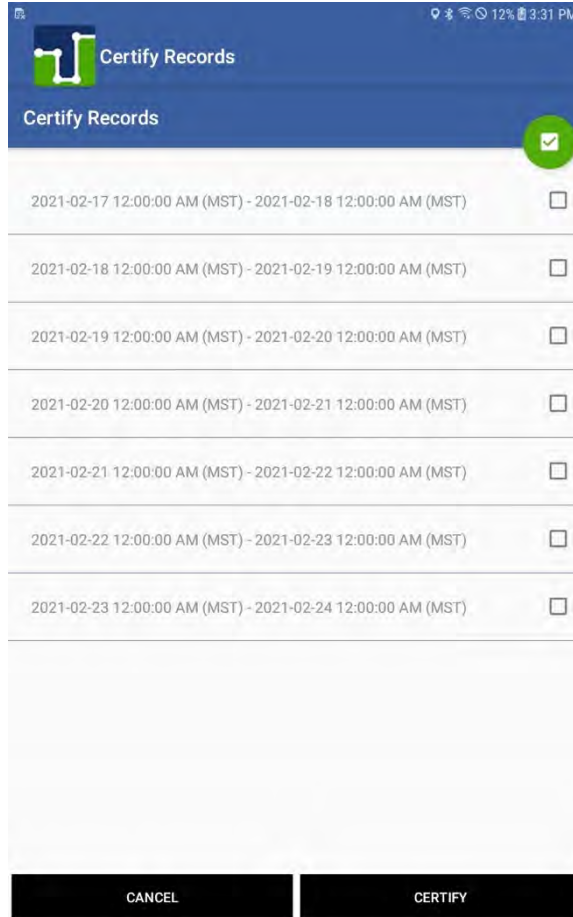 12% 3:31 PM
Certify Records
Certify Records
2021-02-17 12:00:00 AM (MST) - 2021-02-18 12:00:00 AM (MST)
2021-02-18 12:00:00 AM (MST) - 2021-02-19 12:00:00 AM (MST)
2021-02-19 12:00:00 AM (MST) - 2021-02-20 12:00:00 AM (MST)
2021-02-20 12:00:00 AM (MST) - 2021-02-21 12:00:00 AM (MST)
2021-02-21 12:00:00 AM (MST) - 2021-02-22 12:00:00 AM (MST)
2021-02-22 12:00:00 AM (MST) - 2021-02-23 12:00:00 AM (MST)
2021-02-23 12:00:00 AM (MST) - 2021-02-24 12:00:00 AM (MST)
CANCEL CERTIFY